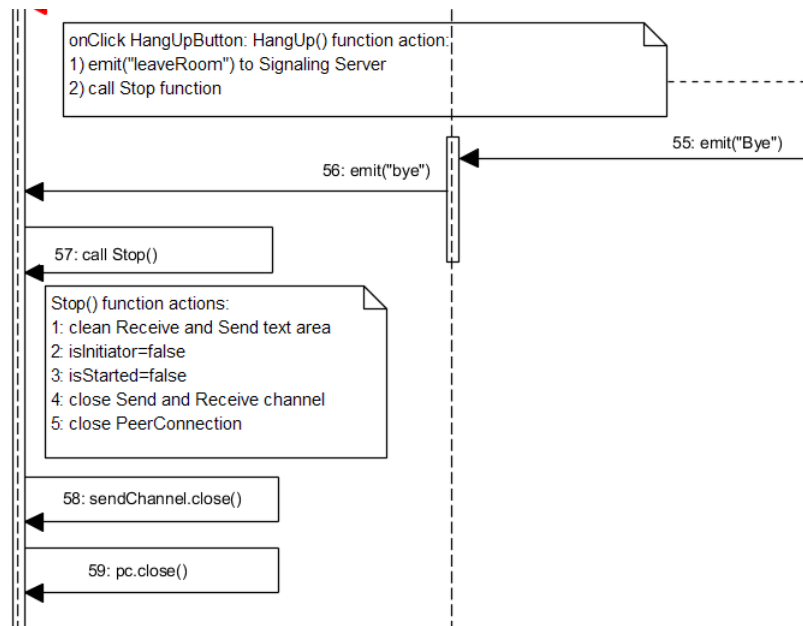 onClick HangUpButton: HangUp() function action:
1) emit("leaveRoom") to Signaling Server
2) call Stop function
55: emit("Bye")
56: emit("bye")
57: call Stop()
Stop() function actions:
1: clean Receive and Send text area
2: isInitiator=false
3: isStarted=false
4: close Send and Receive channel
5: close PeerConnection
58: sendChannel.close()
59: pc.close()